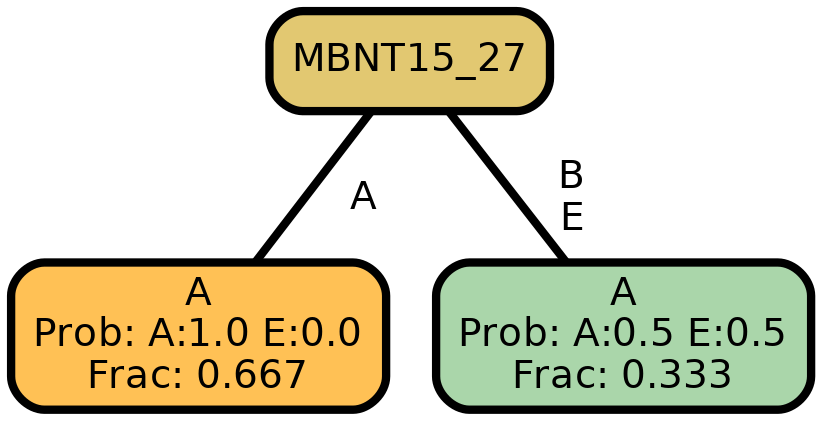 MBNT15_27
A
B
E
A
Prob: A:1.0 E:0.0
Frac: 0.667
A
Prob: A:0.5 E:0.5
Frac: 0.333